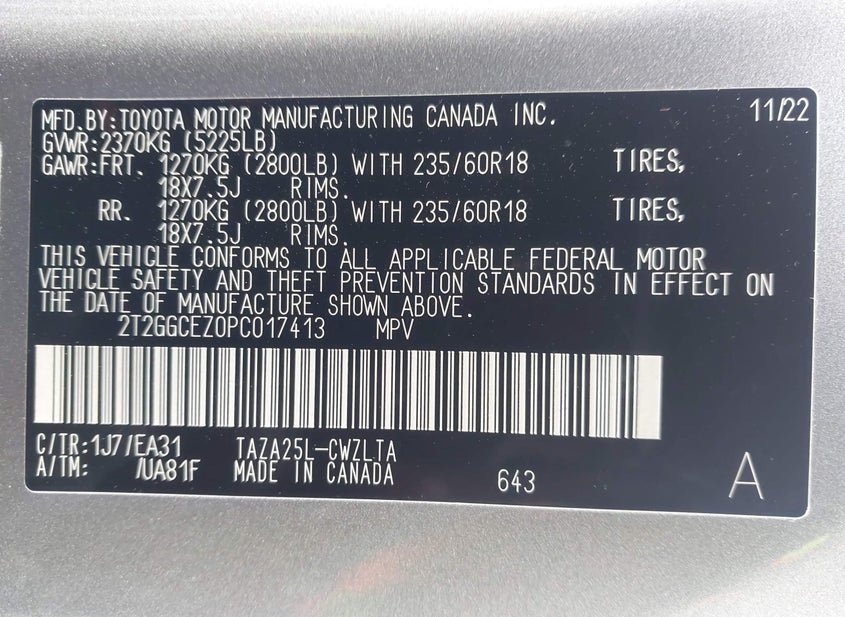 MFD.BY:TOYOTA MOTOR MANUFACTURING CANADA INC. 11/22
GVWR:2370KG (5225LB)
GAWR:FRT. 1270KG (2800LB) WITH 235/60R18 TIRES,
18X7.5J RIMS.
RR. 1270KG (2800LB) WITH 235/60R18 TIRES,
18X7.5J RIMS.
THIS VEHICLE CONFORMS TO ALL APPLICABLE FEDERAL MOTOR
VEHICLE SAFETY AND THEFT PREVENTION STANDARDS IN EFFECT ON
THE DATE OF MANUFACTURE SHOWN ABOVE.
2T2GGCEZ0PC017413 MPV
C/TR:1J7/EA31 TAZA25L-CWZLTA
A/TM: /UA81F MADE IN CANADA 643 A